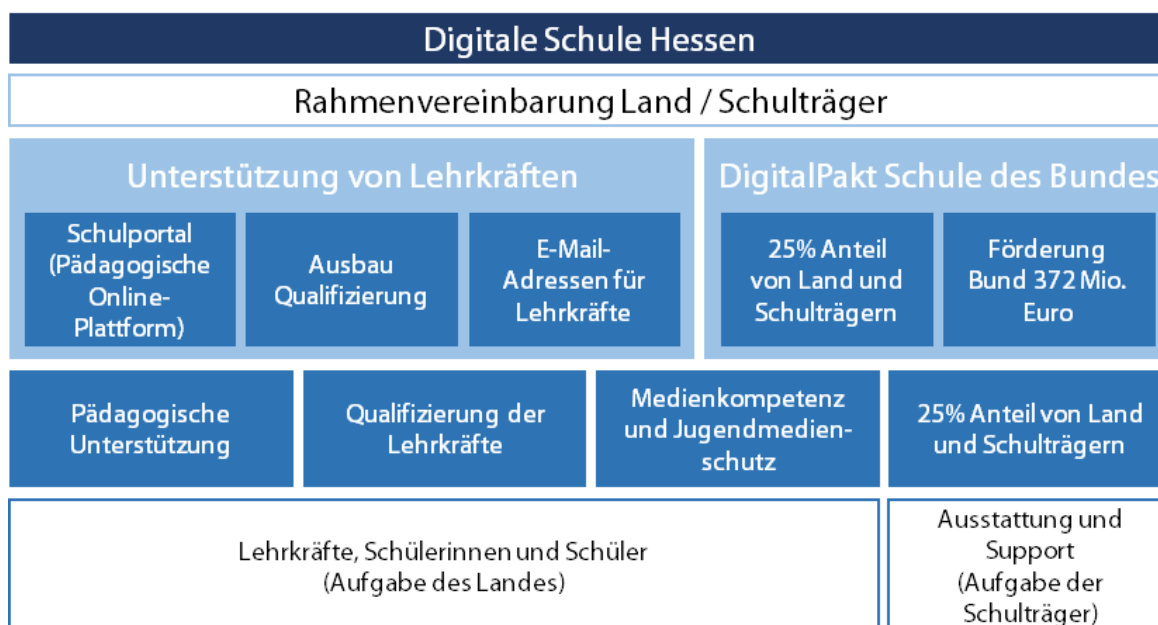 Digitale Schule Hessen
Rahmenvereinbarung Land / Schulträger
Unterstützung von Lehrkräften
Schulportal
(Pädagogische
Online-
Plattform)
Ausbau
Qualifizierung
E-Mail-
Adressen für
Lehrkräfte
DigitalPakt Schule des Bundes
25% Anteil
von Land und
Schulträgern
Förderung
Bund 372 Mio.
Euro
Pädagogische
Unterstützung
Qualifizierung der
Lehrkräfte
Medienkompetenz
und Jugendmedien-
schutz
25% Anteil von Land
und Schulträgern
Lehrkräfte, Schülerinnen und Schüler
(Aufgabe des Landes)
Ausstattung und
Support
(Aufgabe der
Schulträger)